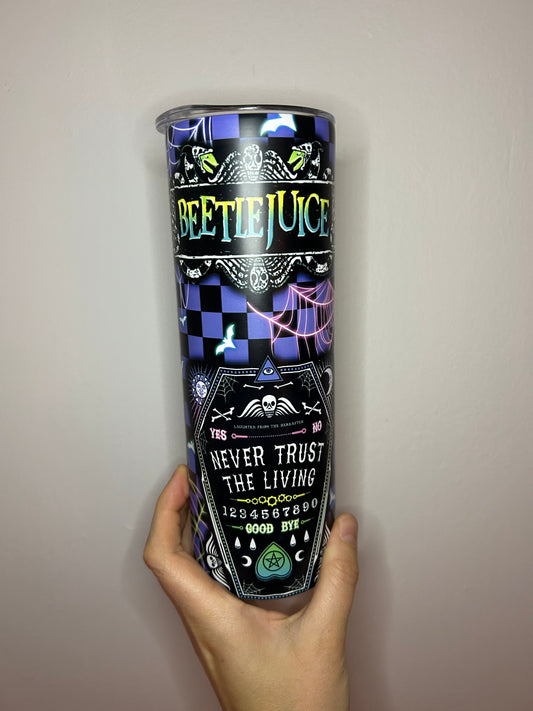 BEETLEJUICE
LAUGHTER FROM THE HEREAFTER
YES NO
NEVER TRUST
THE LIVING
1234567890
GOOD BYE